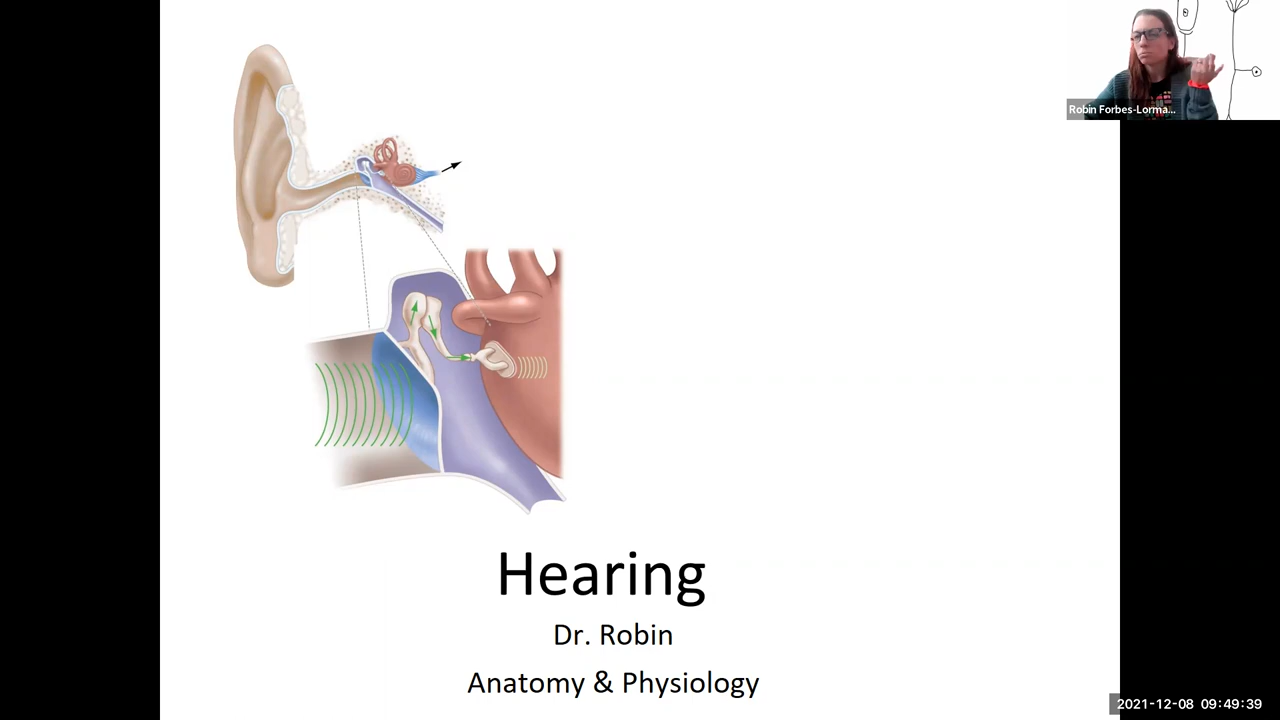 Robin Forbes-Lorma...
Hearing
Dr. Robin
Anatomy & Physiology
2021-12-08 09:49:39